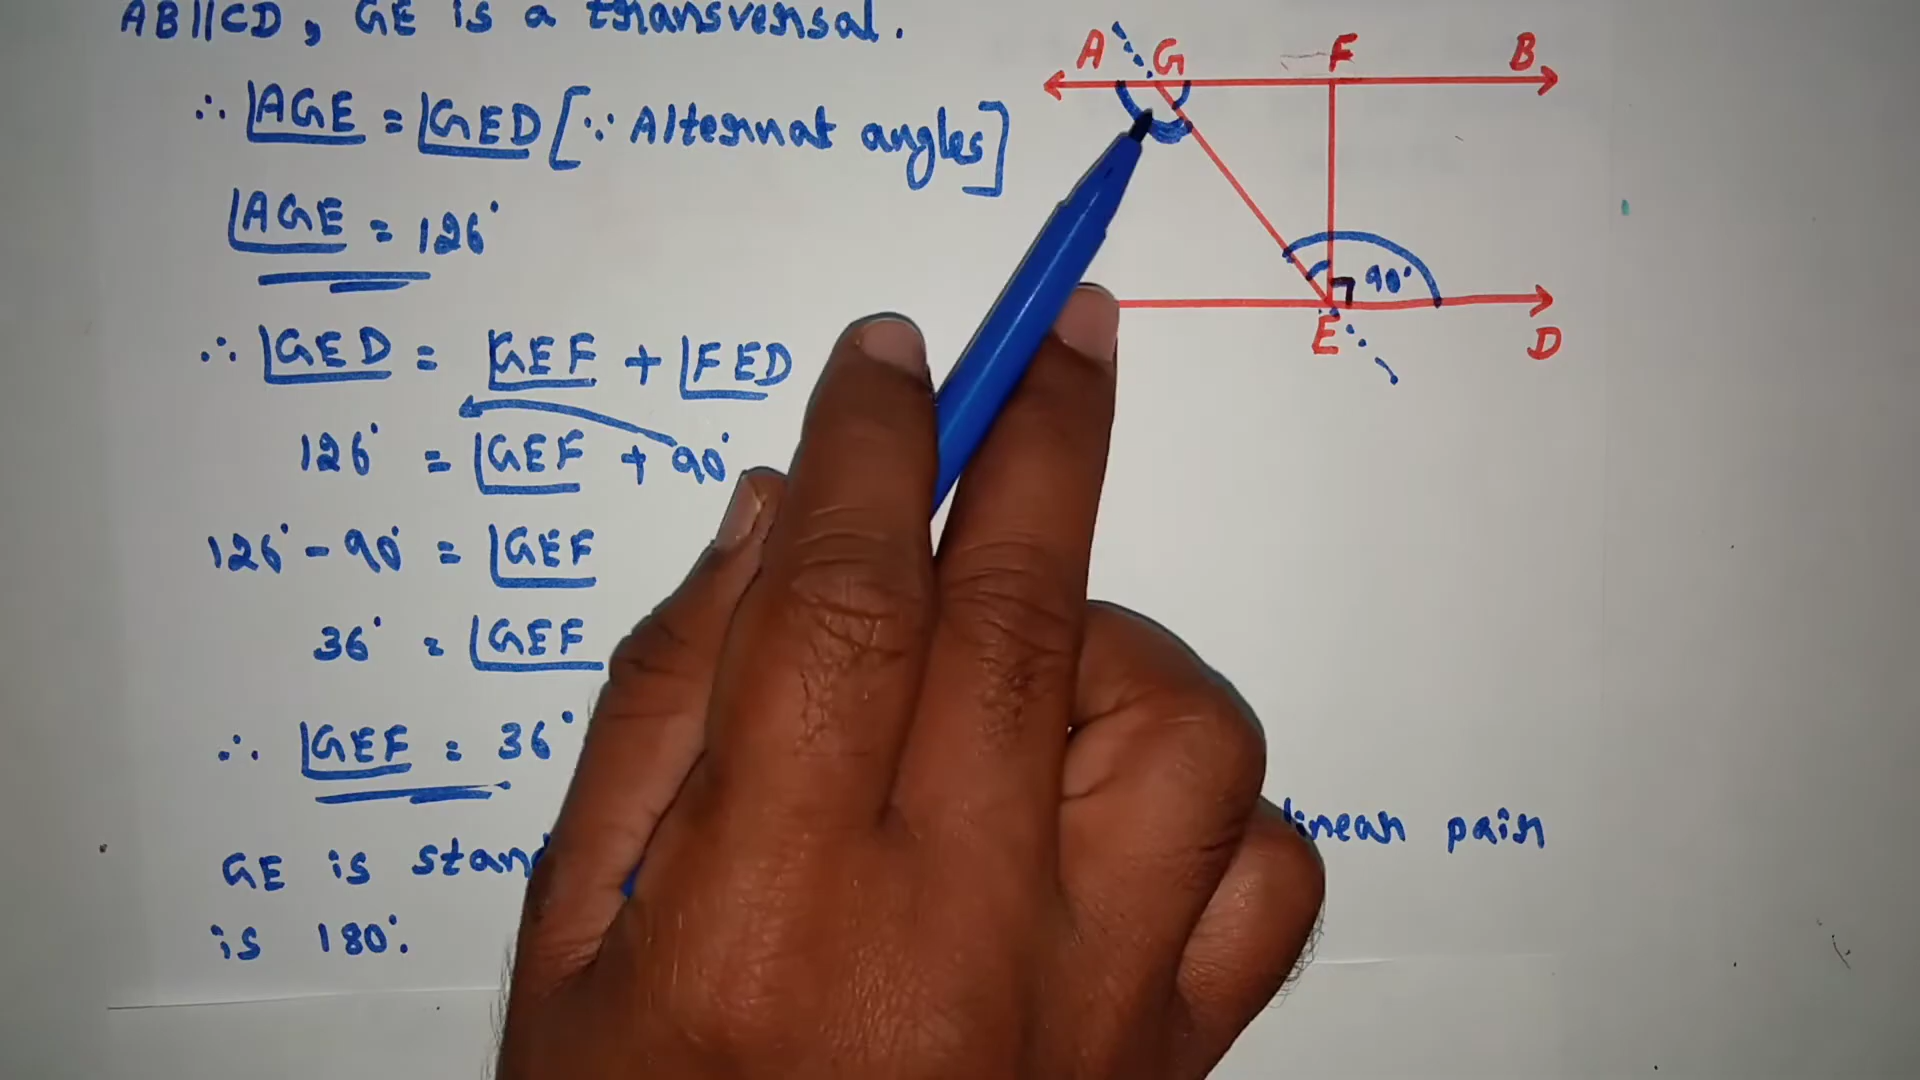 AB||CD, GE is a transversal.
∴ ∠AGE = ∠GED [∵ Alternat angles]
∠AGE = 126°
∴ ∠GED = ∠GEF + ∠FED
126° = ∠GEF + 90°
126° - 90° = ∠GEF
36° = ∠GEF
∴ ∠GEF = 36°
GE is linear pair
is 180°.
A G F B
90°
E D